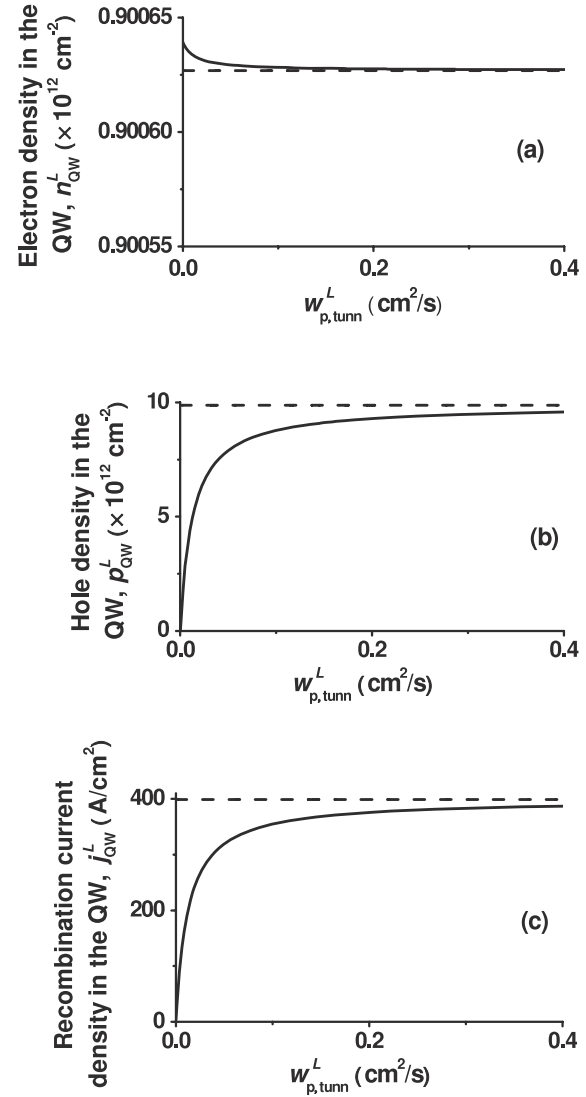 Electron density in the
QW, n^L_QW (×10^12 cm^-2)
0.90065
0.90060
0.90055
(a)
0.0 0.2 0.4
w^L_p,tunn (cm^2/s)
Hole density in the
QW, p^L_QW (×10^12 cm^-2)
10
5
0
(b)
0.0 0.2 0.4
w^L_p,tunn (cm^2/s)
Recombination current
density in the QW, j^L_QW (A/cm^2)
400
200
0
(c)
0.0 0.2 0.4
w^L_p,tunn (cm^2/s)